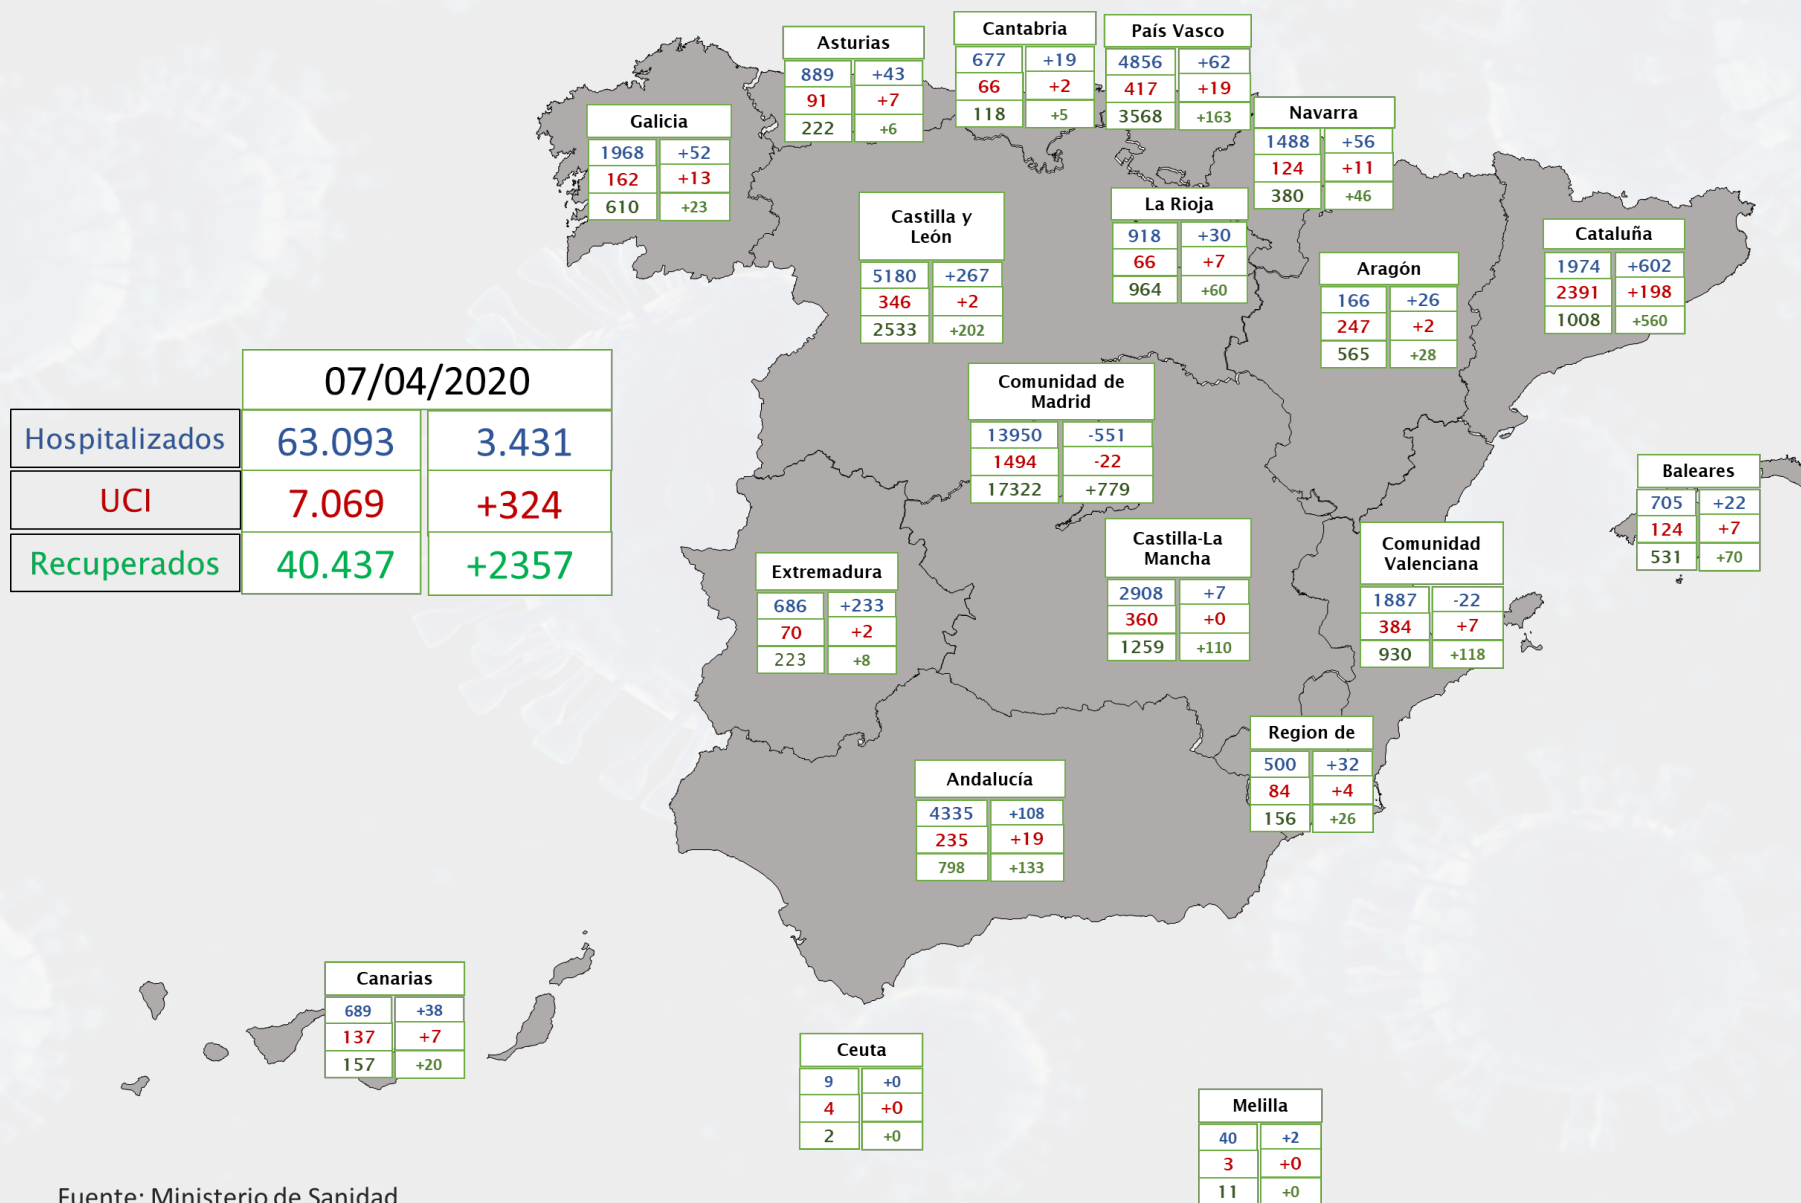 Asturias
889 +43
91 +7
222 +6
Cantabria
677 +19
66 +2
118 +5
País Vasco
4856 +62
417 +19
3568 +163
Galicia
1968 +52
162 +13
610 +23
Navarra
1488 +56
124 +11
380 +46
Castilla y
León
5180 +267
346 +2
2533 +202
La Rioja
918 +30
66 +7
964 +60
Aragón
166 +26
247 +2
565 +28
Cataluña
1974 +602
2391 +198
1008 +560
07/04/2020
Hospitalizados 63.093 3.431
UCI 7.069 +324
Recuperados 40.437 +2357
Comunidad de
Madrid
13950 -551
1494 -22
17322 +779
Baleares
705 +22
124 +7
531 +70
Extremadura
686 +233
70 +2
223 +8
Castilla-La
Mancha
2908 +7
360 +0
1259 +110
Comunidad
Valenciana
1887 -22
384 +7
930 +118
Region de
500 +32
84 +4
156 +26
Andalucía
4335 +108
235 +19
798 +133
Canarias
689 +38
137 +7
157 +20
Ceuta
9 +0
4 +0
2 +0
Melilla
40 +2
3 +0
11 +0
Fuente: Ministerio de Sanidad